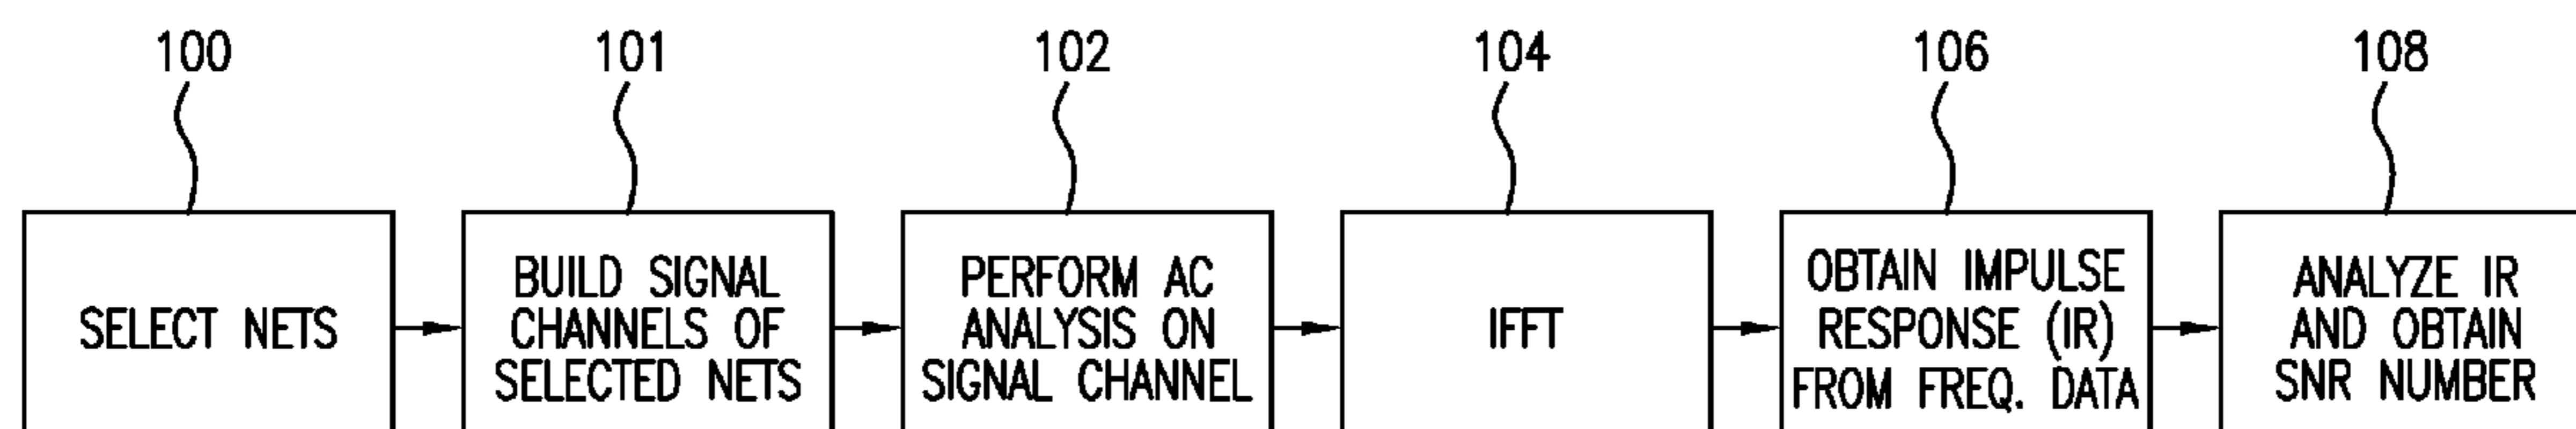 100
101
102
104
106
108
SELECT NETS
BUILD SIGNAL
CHANNELS OF
SELECTED NETS
PERFORM AC
ANALYSIS ON
SIGNAL CHANNEL
IFFT
OBTAIN IMPULSE
RESPONSE (IR)
FROM FREQ. DATA
ANALYZE IR
AND OBTAIN
SNR NUMBER